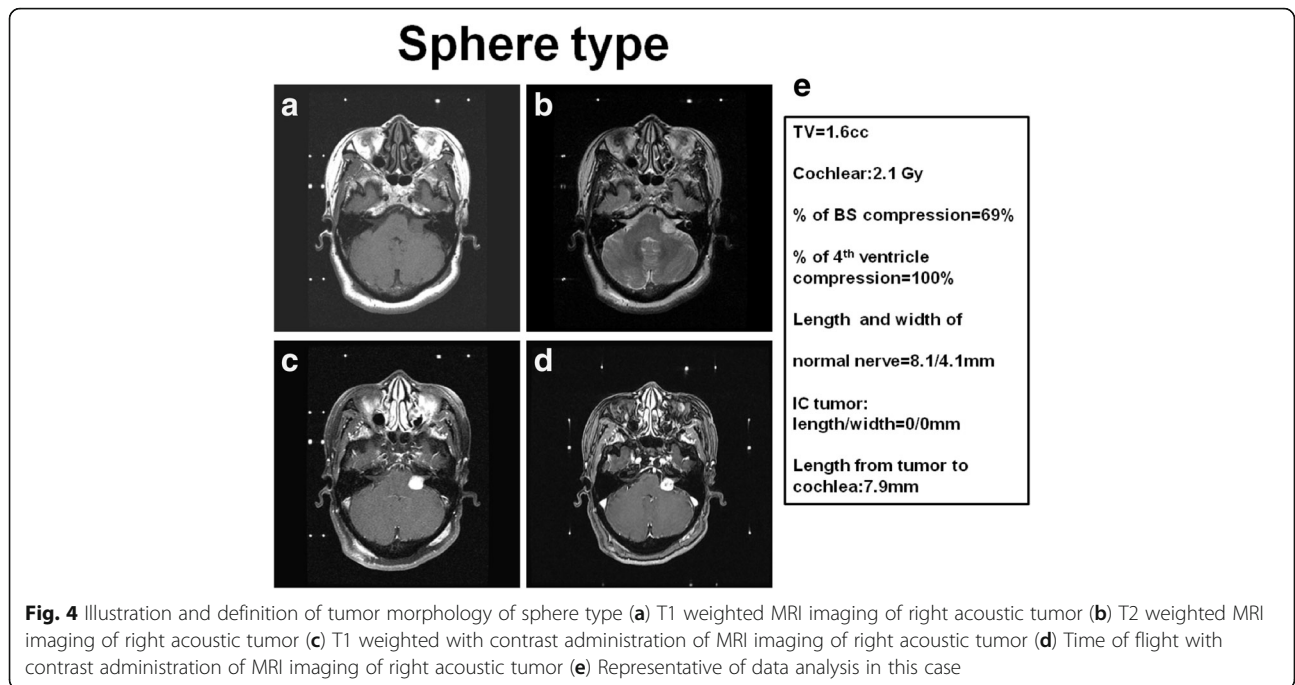 Sphere type
a
b
c
d
e
TV=1.6cc
Cochlear:2.1 Gy
% of BS compression=69%
% of 4th ventricle
compression=100%
Length and width of
normal nerve=8.1/4.1mm
IC tumor:
length/width=0/0mm
Length from tumor to
cochlea:7.9mm
Fig. 4 Illustration and definition of tumor morphology of sphere type (a) T1 weighted MRI imaging of right acoustic tumor (b) T2 weighted MRI
imaging of right acoustic tumor (c) T1 weighted with contrast administration of MRI imaging of right acoustic tumor (d) Time of flight with
contrast administration of MRI imaging of right acoustic tumor (e) Representative of data analysis in this case